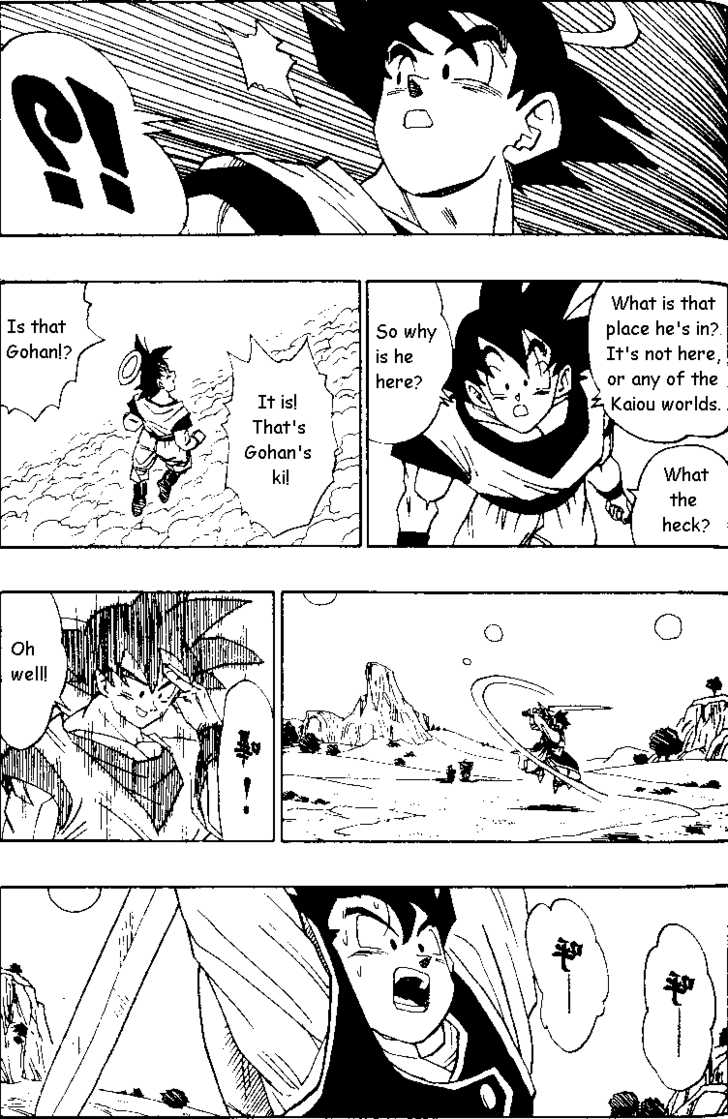 ?!
Is that
Gohan!?
It is!
That's
Gohan's
ki!
So why
is he
here?
What is that
place he's in?
It's not here,
or any of the
Kaiou worlds.
What
the
heck?
Oh
well!